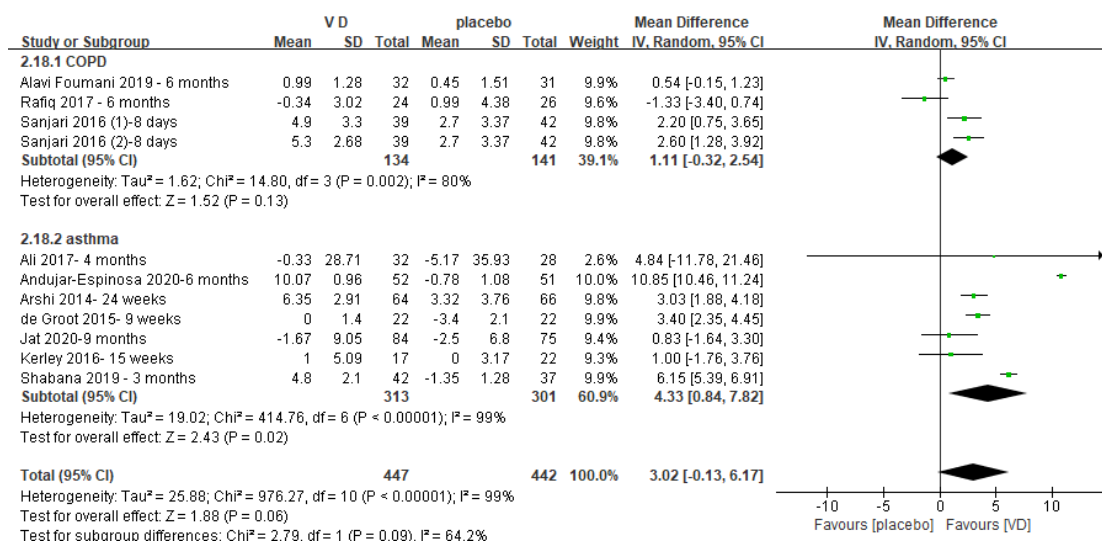 V D placebo Mean Difference Mean Difference
Study or Subgroup Mean SD Total Mean SD Total Weight IV, Random, 95% CI IV, Random, 95% CI
2.18.1 COPD
Alavi Foumani 2019 - 6 months 0.99 1.28 32 0.45 1.51 31 9.9% 0.54 [-0.15, 1.23]
Rafiq 2017 - 6 months -0.34 3.02 24 0.99 4.38 26 9.6% -1.33 [-3.40, 0.74]
Sanjari 2016 (1)-8 days 4.9 3.3 39 2.7 3.37 42 9.8% 2.20 [0.75, 3.65]
Sanjari 2016 (2)-8 days 5.3 2.68 39 2.7 3.37 42 9.8% 2.60 [1.28, 3.92]
Subtotal (95% CI) 134 141 39.1% 1.11 [-0.32, 2.54]
Heterogeneity: Tau² = 1.62; Chi² = 14.80, df = 3 (P = 0.002); I² = 80%
Test for overall effect: Z = 1.52 (P = 0.13)
2.18.2 asthma
Ali 2017- 4 months -0.33 28.71 32 -5.17 35.93 28 2.6% 4.84 [-11.78, 21.46]
Andujar-Espinosa 2020-6 months 10.07 0.96 52 -0.78 1.08 51 10.0% 10.85 [10.46, 11.24]
Arshi 2014- 24 weeks 6.35 2.91 64 3.32 3.76 66 9.8% 3.03 [1.88, 4.18]
de Groot 2015- 9 weeks 0 1.4 22 -3.4 2.1 22 9.9% 3.40 [2.35, 4.45]
Jat 2020-9 months -1.67 9.05 84 -2.5 6.8 75 9.4% 0.83 [-1.64, 3.30]
Kerley 2016- 15 weeks 1 5.09 17 0 3.17 22 9.2% 1.00 [-1.76, 3.76]
Shabana 2019 - 3 months 4.8 2.1 42 -1.35 1.28 37 9.9% 6.15 [5.39, 6.91]
Subtotal (95% CI) 313 301 60.9% 4.33 [0.84, 7.82]
Heterogeneity: Tau² = 19.02; Chi² = 414.76, df = 6 (P < 0.00001); I² = 99%
Test for overall effect: Z = 2.43 (P = 0.02)
Total (95% CI) 447 442 100.0% 3.02 [-0.13, 6.17]
Heterogeneity: Tau² = 25.88; Chi² = 976.27, df = 10 (P < 0.00001); I² = 99%
Test for overall effect: Z = 1.88 (P = 0.06)
Test for subgroup differences: Chi² = 2.79, df = 1 (P = 0.09), I² = 64.2%
-10 -5 0 5 10
Favours [placebo] Favours [VD]